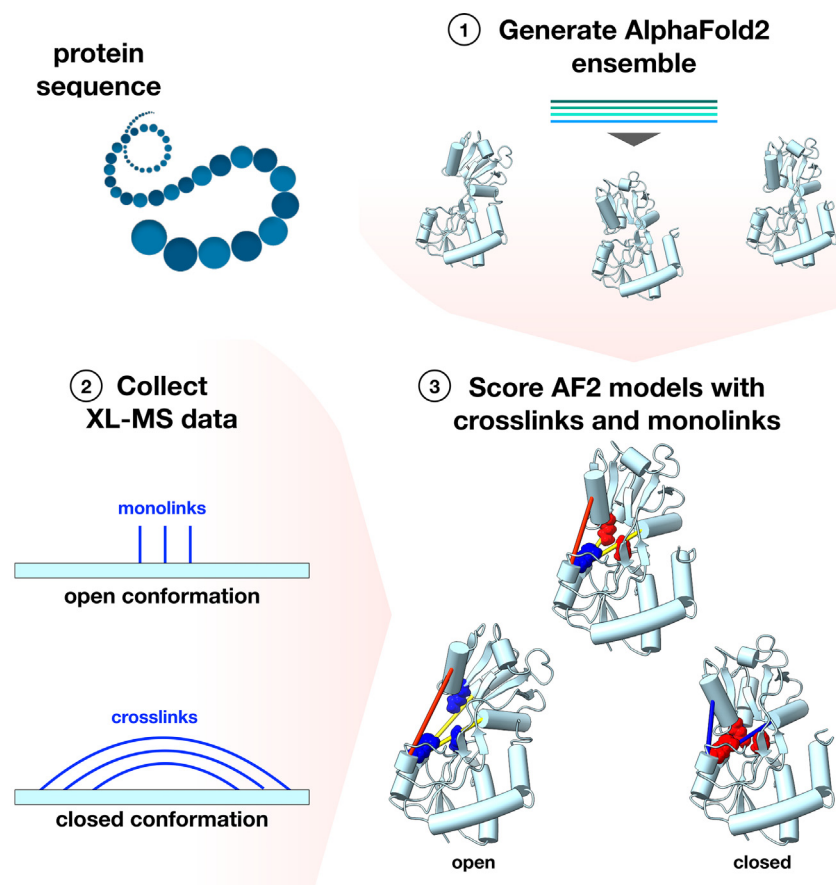 protein
sequence
1 Generate AlphaFold2
ensemble
2 Collect
XL-MS data
monolinks
open conformation
crosslinks
closed conformation
3 Score AF2 models with
crosslinks and monolinks
open
closed